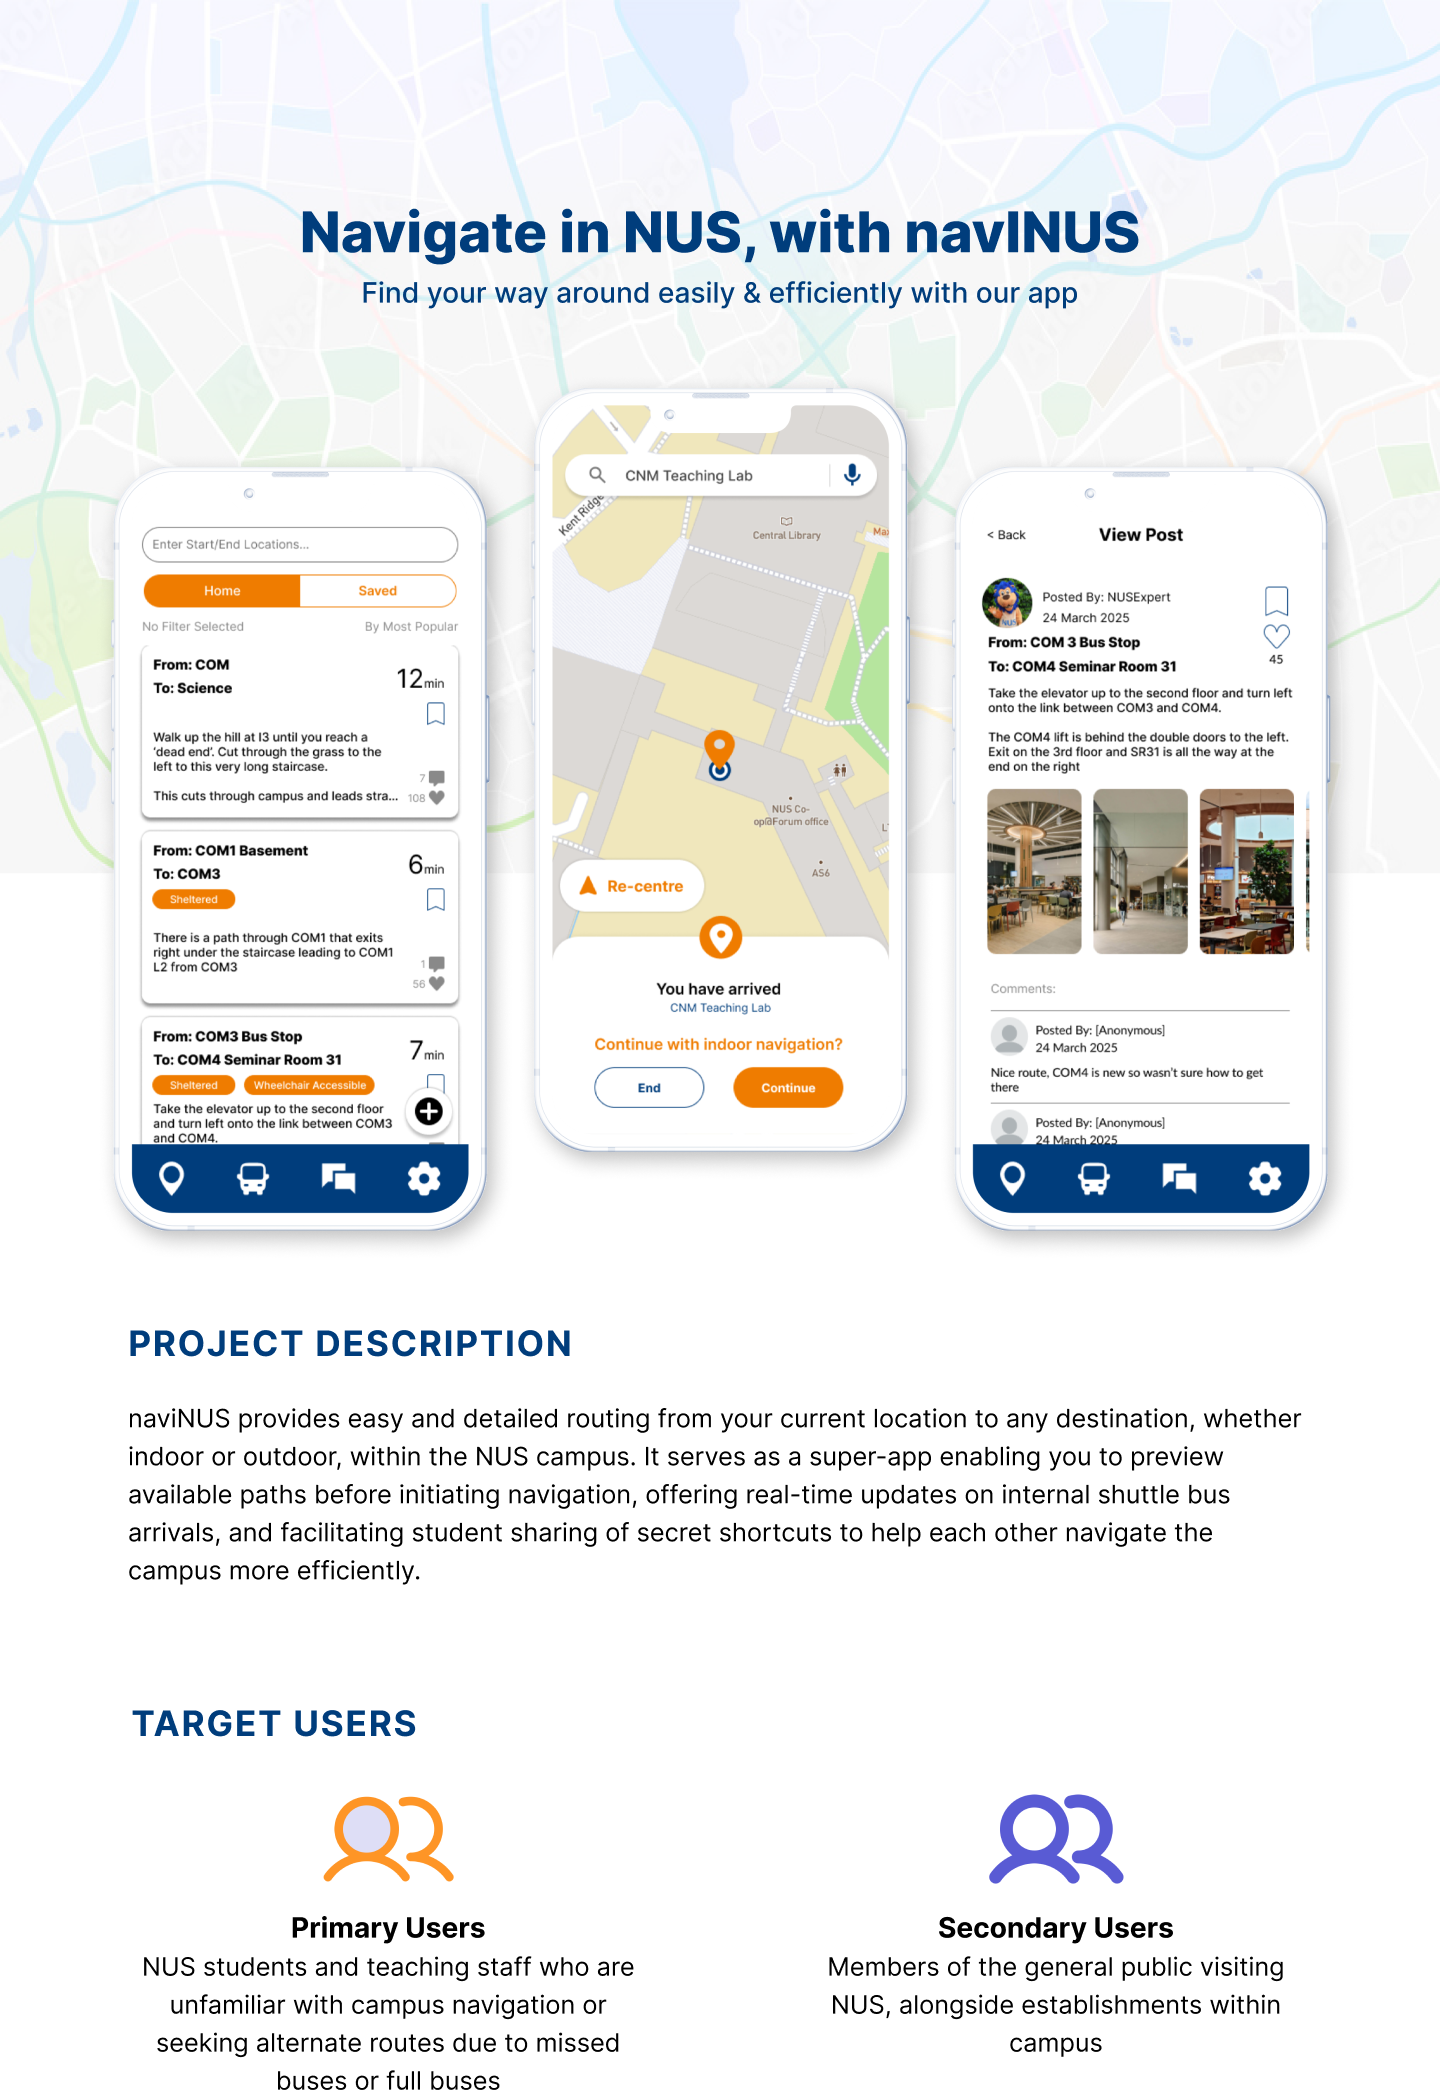 Navigate in NUS, with navINUS
Find your way around easily & efficiently with our app
Enter Start/End Locations...
Home
Saved
No Filter Selected
By Most Popular
From: COM
To: Science
12min
Walk up the hill at I3 until you reach a
'dead end'. Cut through the grass to the
left to this very long staircase.
7
This cuts through campus and leads stra...
108
From: COM1 Basement
To: COM3
6min
Sheltered
There is a path through COM1 that exits
right under the staircase leading to COM1
L2 from COM3
1
56
From: COM3 Bus Stop
To: COM4 Seminar Room 31
7min
Sheltered
Wheelchair Accessible
Take the elevator up to the second floor
and turn left onto the link between COM3
and COM4.
CNM Teaching Lab
Kent Ridge
Central Library
NUS Co-
op@Forum office
AS6
Re-centre
You have arrived
CNM Teaching Lab
Continue with indoor navigation?
End
Continue
< Back
View Post
Posted By: NUSExpert
24 March 2025
From: COM 3 Bus Stop
To: COM4 Seminar Room 31
45
Take the elevator up to the second floor and turn left
onto the link between COM3 and COM4.
The COM4 lift is behind the double doors to the left.
Exit on the 3rd floor and SR31 is all the way at the
end on the right
Comments:
Posted By: [Anonymous]
24 March 2025
Nice route, COM4 is new so wasn't sure how to get
there
Posted By: [Anonymous]
24 March 2025
PROJECT DESCRIPTION
naviNUS provides easy and detailed routing from your current location to any destination, whether
indoor or outdoor, within the NUS campus. It serves as a super-app enabling you to preview
available paths before initiating navigation, offering real-time updates on internal shuttle bus
arrivals, and facilitating student sharing of secret shortcuts to help each other navigate the
campus more efficiently.
TARGET USERS
Primary Users
NUS students and teaching staff who are
unfamiliar with campus navigation or
seeking alternate routes due to missed
buses or full buses
Secondary Users
Members of the general public visiting
NUS, alongside establishments within
campus